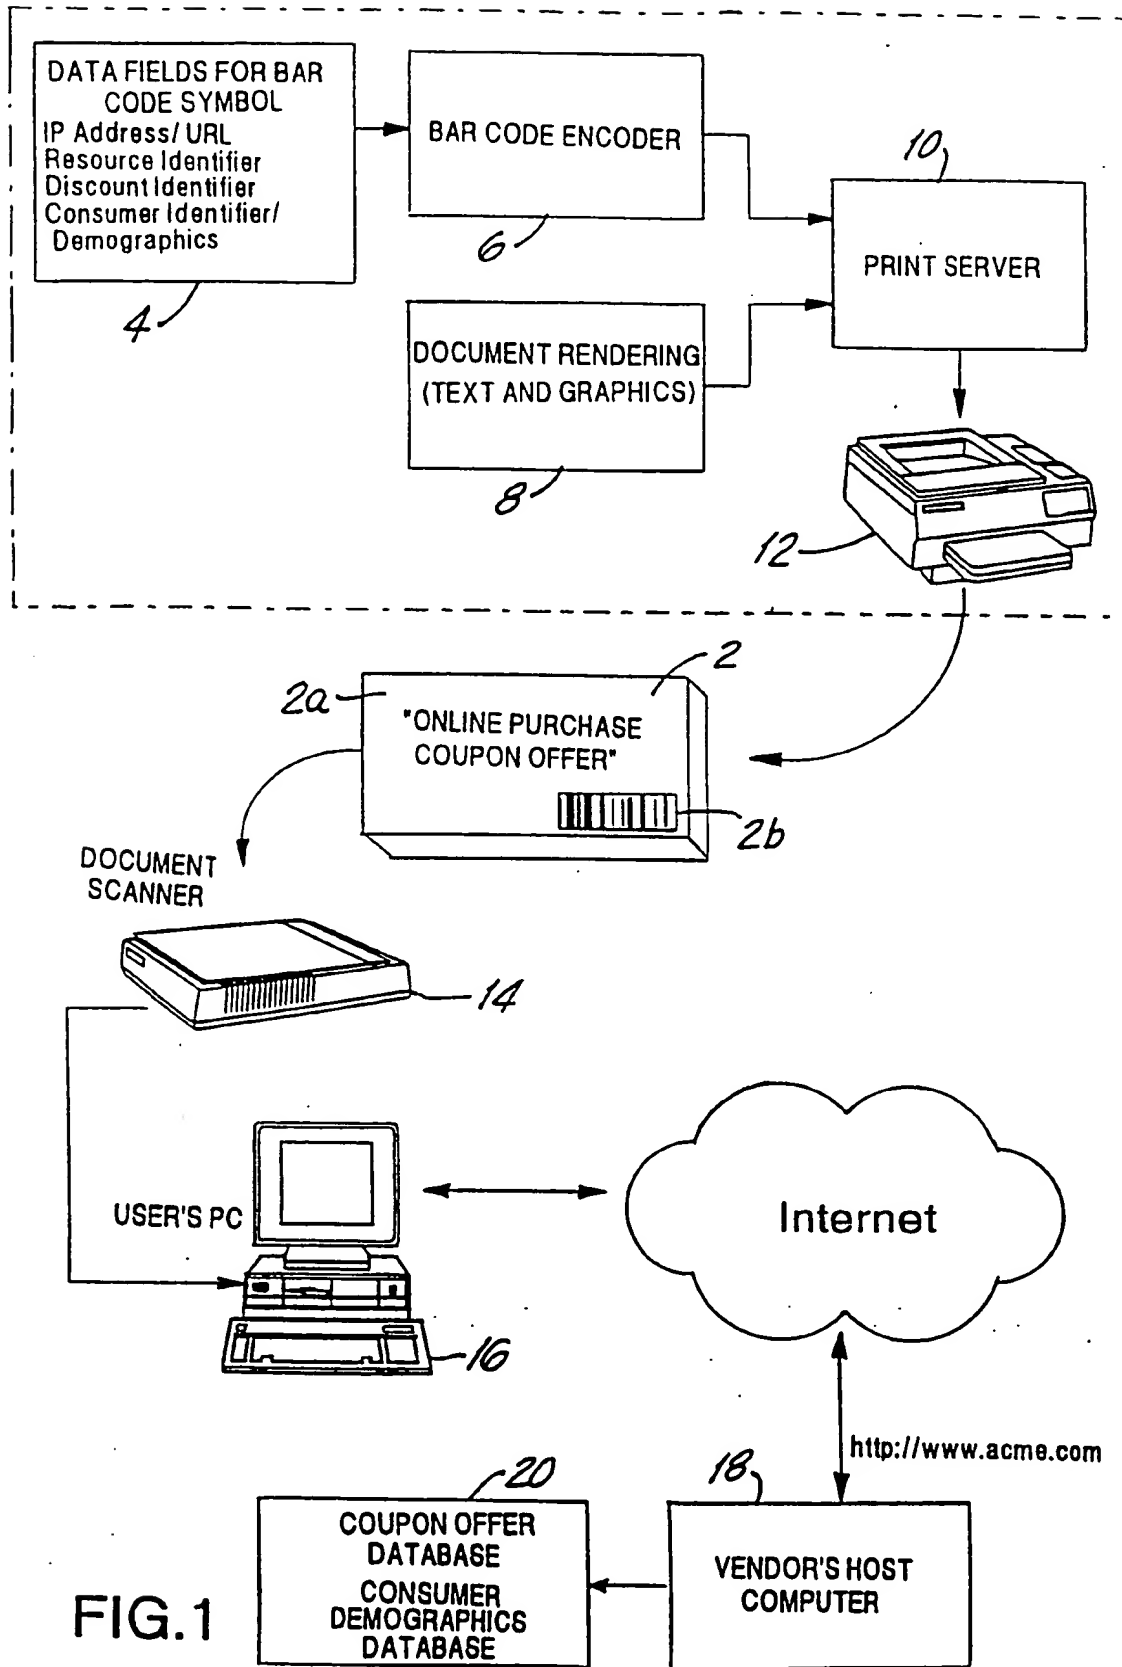 DATA FIELDS FOR BAR
CODE SYMBOL
IP Address/ URL
Resource Identifier
Discount Identifier
Consumer Identifier/
Demographics
4
BAR CODE ENCODER
6
DOCUMENT RENDERING
(TEXT AND GRAPHICS)
8
10
PRINT SERVER
12
2
2a
"ONLINE PURCHASE
COUPON OFFER"
2b
DOCUMENT
SCANNER
14
USER'S PC
16
Internet
http://www.acme.com
18
VENDOR'S HOST
COMPUTER
20
COUPON OFFER
DATABASE
CONSUMER
DEMOGRAPHICS
DATABASE
FIG.1